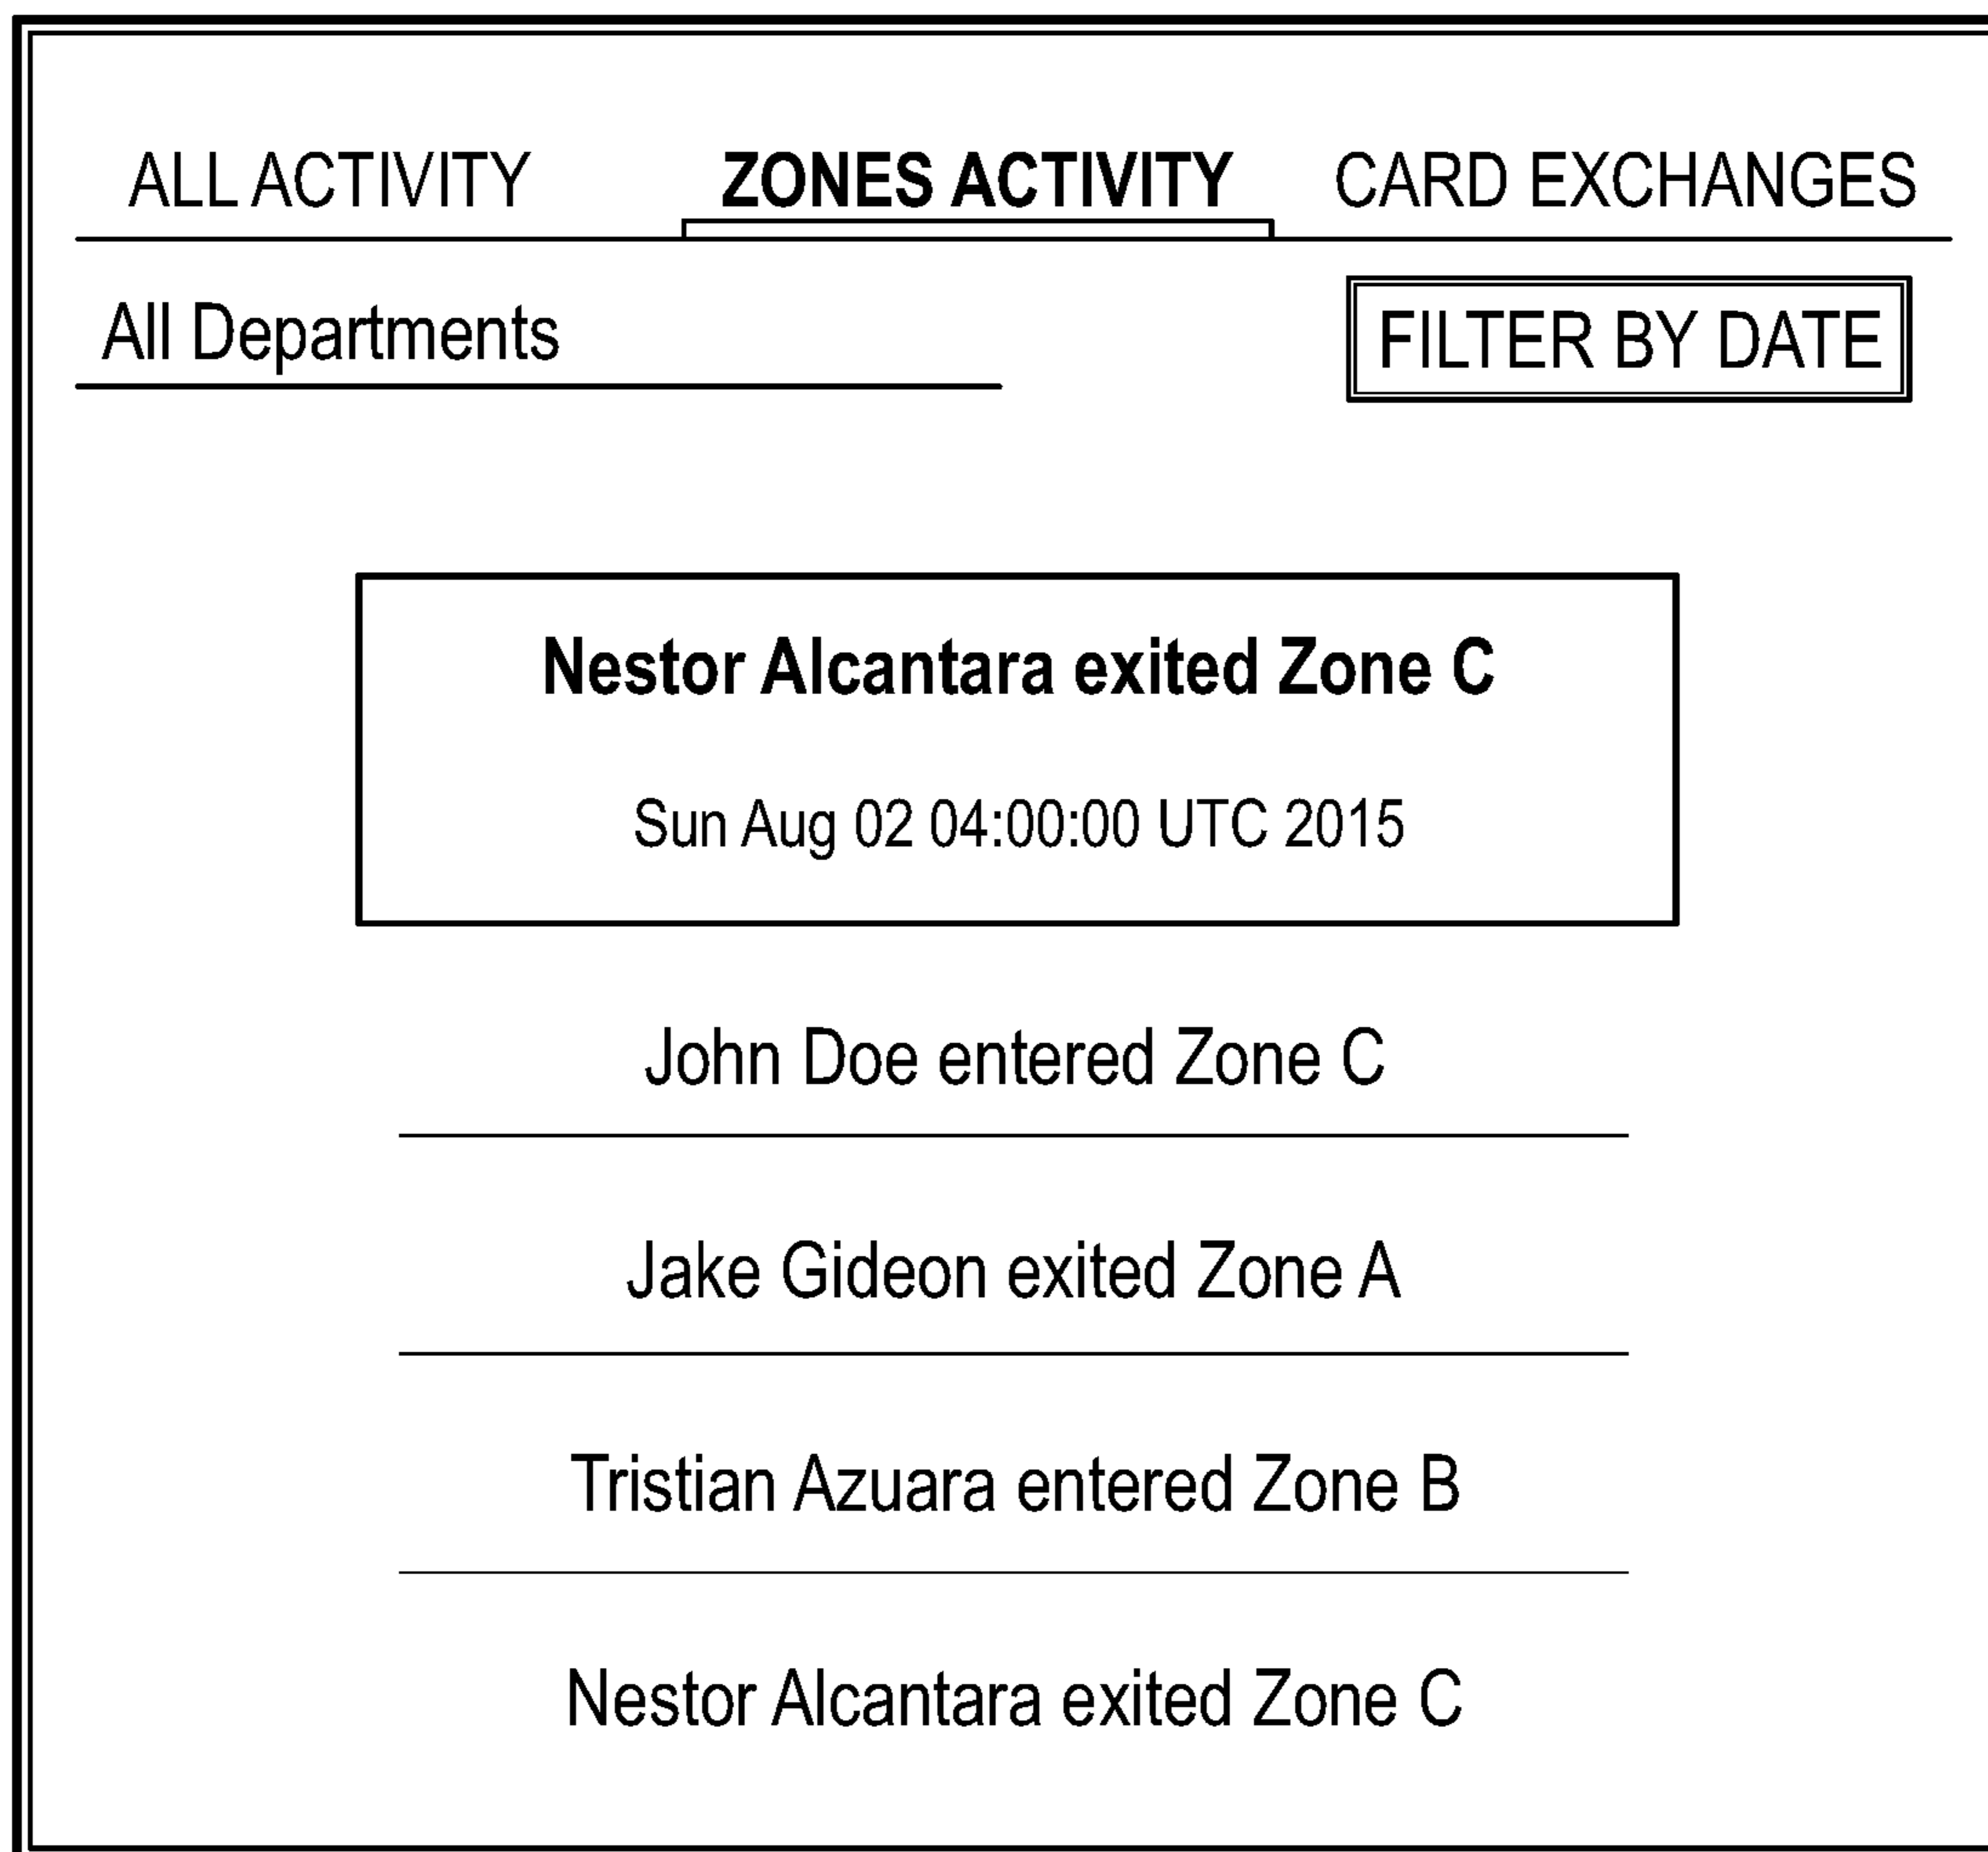 ALL ACTIVITY ZONES ACTIVITY CARD EXCHANGES
All Departments FILTER BY DATE
Nestor Alcantara exited Zone C
Sun Aug 02 04:00:00 UTC 2015
John Doe entered Zone C
Jake Gideon exited Zone A
Tristian Azuara entered Zone B
Nestor Alcantara exited Zone C